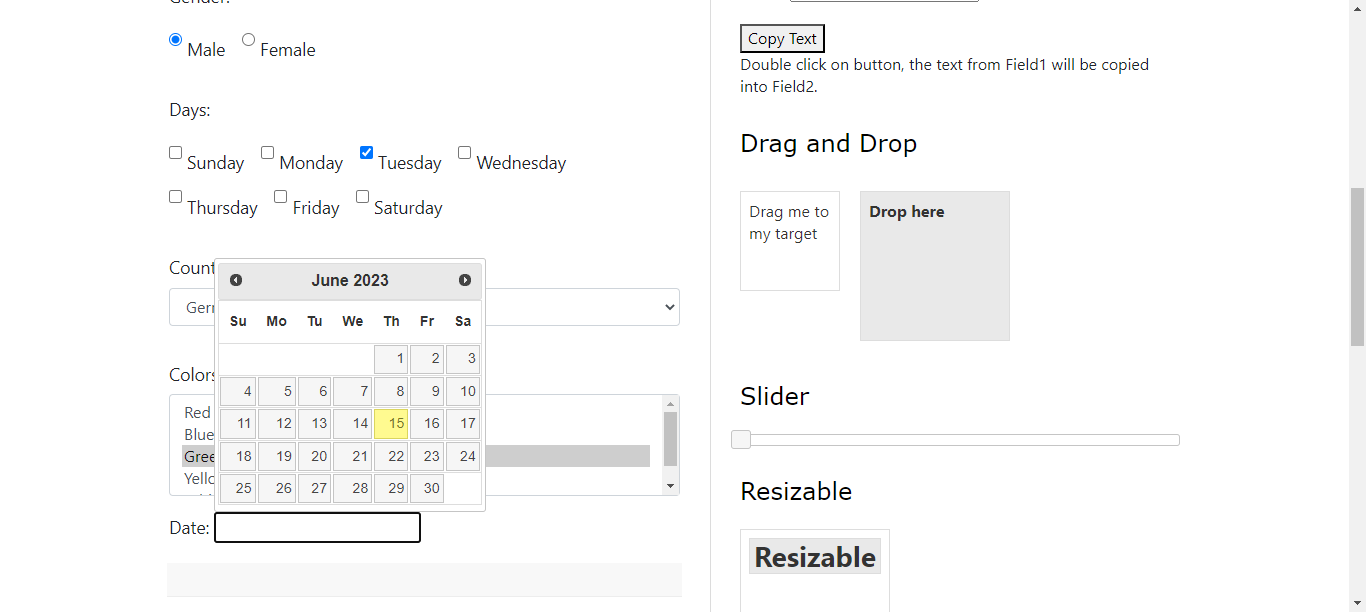 Gender:
Male Female
Days:
Sunday Monday Tuesday Wednesday
Thursday Friday Saturday
June 2023
Su Mo Tu We Th Fr Sa
1 2 3
4 5 6 7 8 9 10
11 12 13 14 15 16 17
18 19 20 21 22 23 24
25 26 27 28 29 30
Colors
Red
Blue
Date:
Copy Text
Double click on button, the text from Field1 will be copied
into Field2.
Drag and Drop
Drag me to
my target
Drop here
Slider
Resizable
Resizable